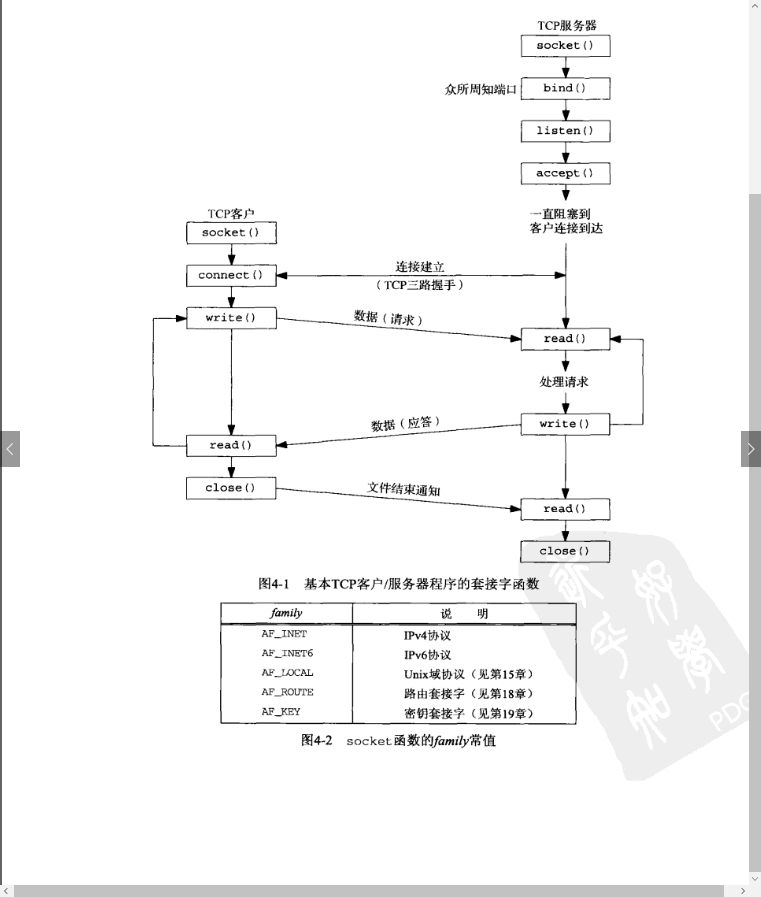 TCP服务器
socket()
众所周知端口
bind()
listen()
accept()
一直阻塞到
客户连接到达
TCP客户
socket()
connect()
连接建立
（TCP三路握手）
write()
数据（请求）
read()
处理请求
数据（应答）
write()
read()
close()
文件结束通知
read()
close()
图4-1 基本TCP客户/服务器程序的套接字函数
family 说 明
AF_INET IPv4协议
AF_INET6 IPv6协议
AF_LOCAL Unix域协议（见第15章）
AF_ROUTE 路由套接字（见第18章）
AF_KEY 密钥套接字（见第19章）
图4-2 socket函数的family常值
PDG